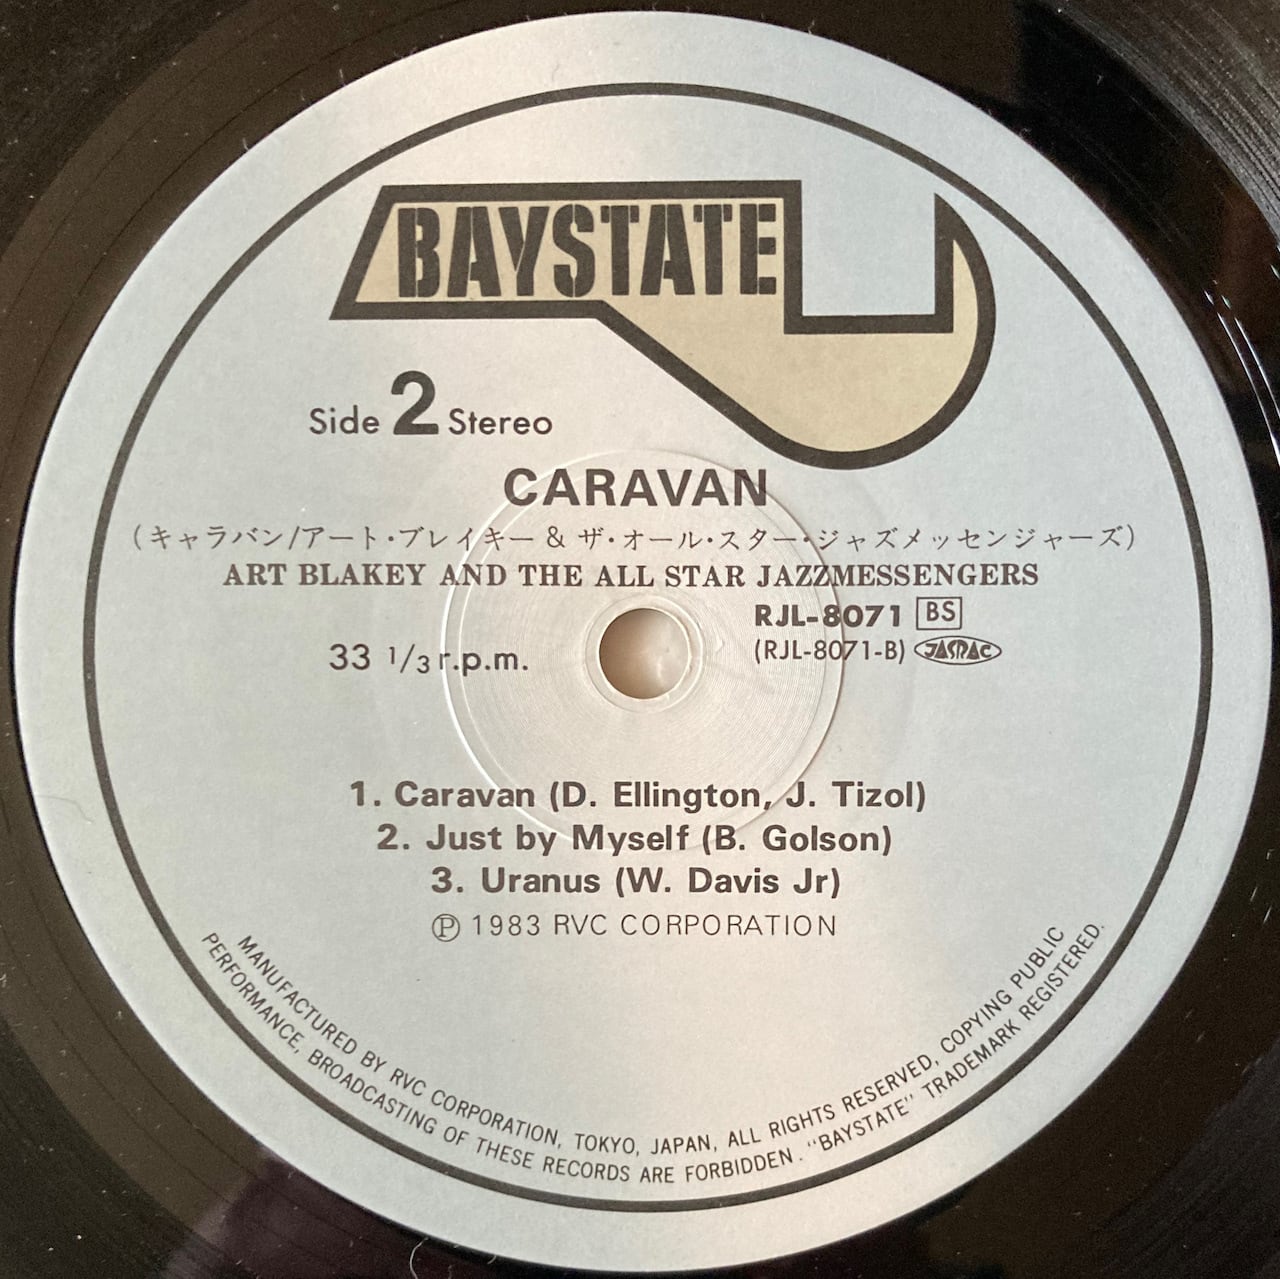 BAYSTATE
Side 2 Stereo
CARAVAN
(キャラバン/アート・ブレイキー & ザ・オール・スター・ジャズメッセンジャーズ)
ART BLAKEY AND THE ALL STAR JAZZMESSENGERS
RJL-8071 BS
33 1/3 r.p.m.
(RJL-8071-B) JASRAC
1. Caravan (D. Ellington, J. Tizol)
2. Just by Myself (B. Golson)
3. Uranus (W. Davis Jr)
Ⓟ 1983 RVC CORPORATION
MANUFACTURED BY RVC CORPORATION, TOKYO, JAPAN, ALL RIGHTS RESERVED, COPYING PUBLIC
PERFORMANCE, BROADCASTING OF THESE RECORDS ARE FORBIDDEN. "BAYSTATE" TRADEMARK REGISTERED.